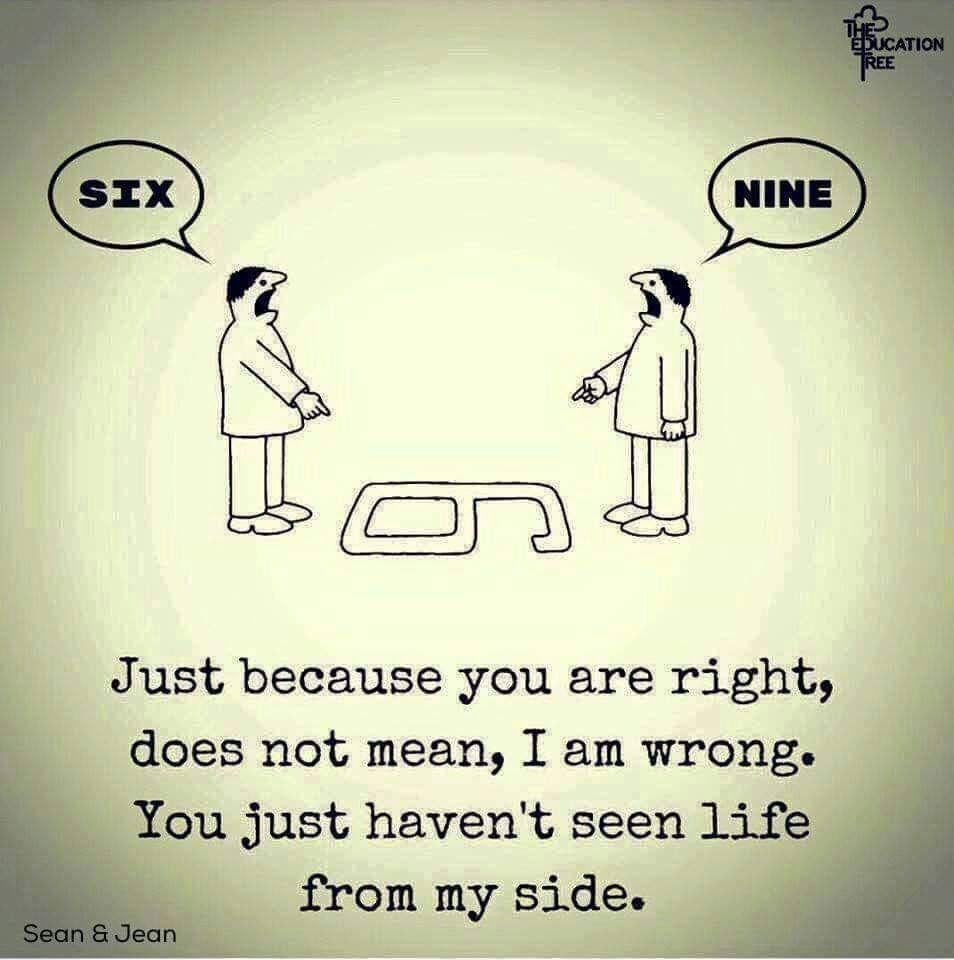 THE
EDUCATION
TREE
SIX
NINE
Just because you are right,
does not mean, I am wrong.
You just haven't seen life
from my side.
Sean & Jean